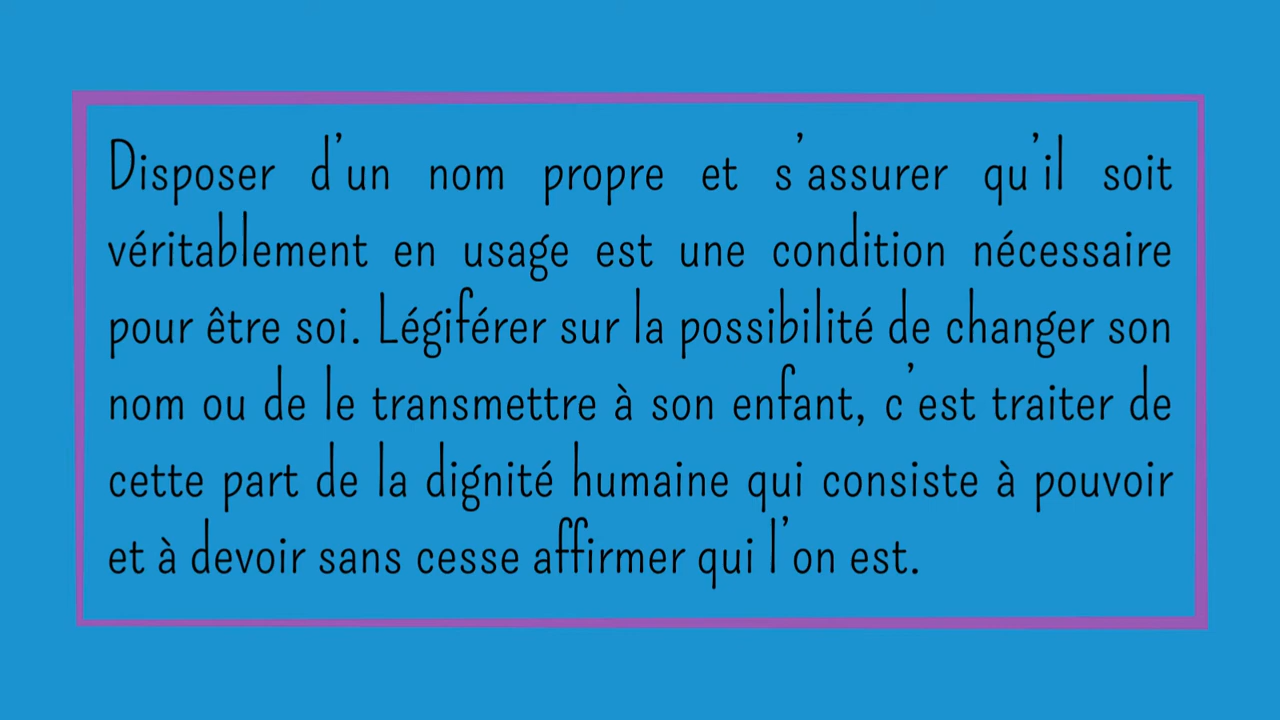 Disposer d'un nom propre et s'assurer qu'il soit
véritablement en usage est une condition nécessaire
pour être soi. Légiférer sur la possibilité de changer son
nom ou de le transmettre à son enfant, c'est traiter de
cette part de la dignité humaine qui consiste à pouvoir
et à devoir sans cesse affirmer qui l'on est.